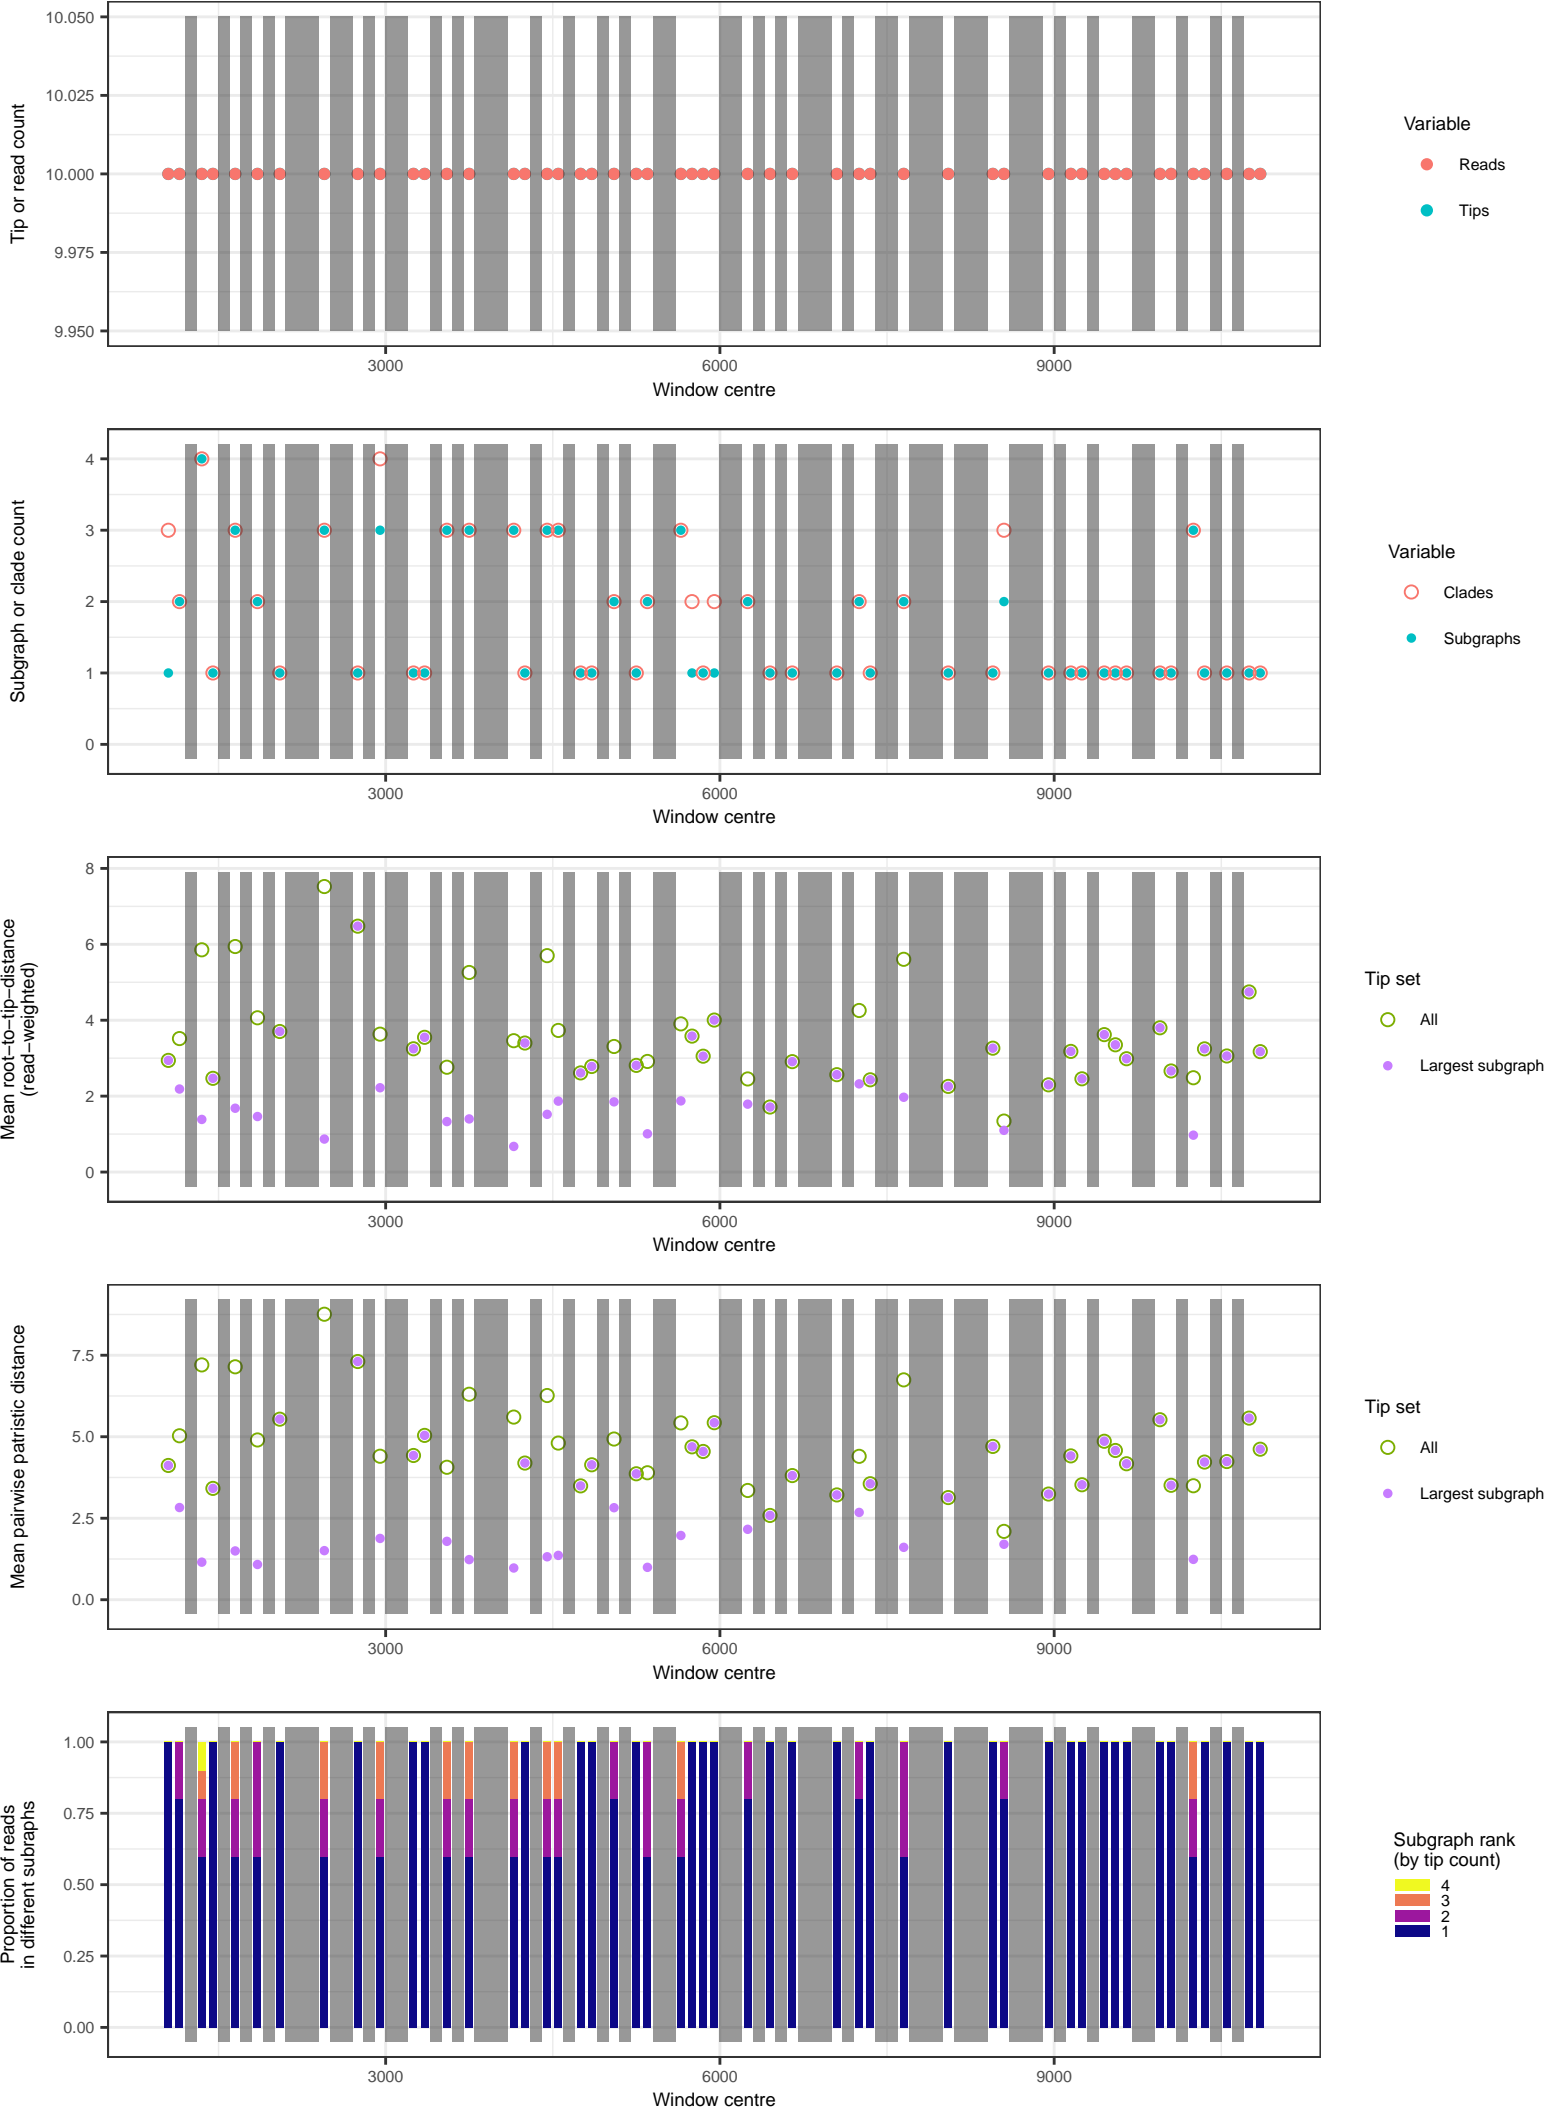 10.050
10.025
10.000
9.975
9.950
Tip or read count
3000
6000
9000
Window centre
Variable
Reads
Tips
4
3
2
1
0
Subgraph or clade count
3000
6000
9000
Window centre
Variable
Clades
Subgraphs
8
6
4
2
0
Mean root−to−tip−distance
(read−weighted)
3000
6000
9000
Window centre
Tip set
All
Largest subgraph
7.5
5.0
2.5
0.0
Mean pairwise patristic distance
3000
6000
9000
Window centre
Tip set
All
Largest subgraph
1.00
0.75
0.50
0.25
0.00
Proportion of reads
in different subraphs
3000
6000
9000
Window centre
Subgraph rank
(by tip count)
4
3
2
1